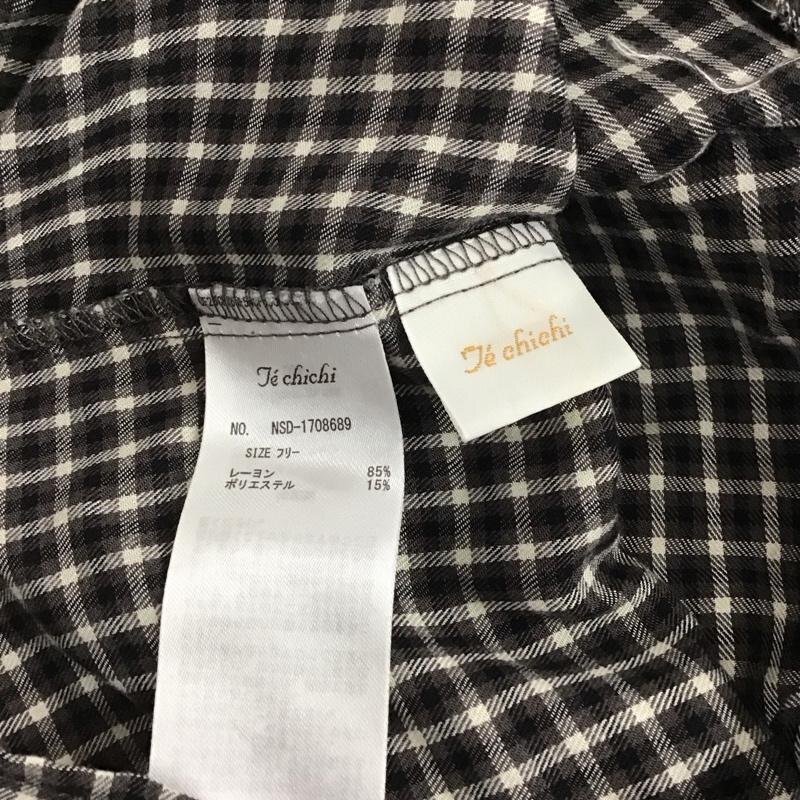 Té chichi
NO. NSD-1708689
SIZE フリー
レーヨン 85%
ポリエステル 15%
Té chichi